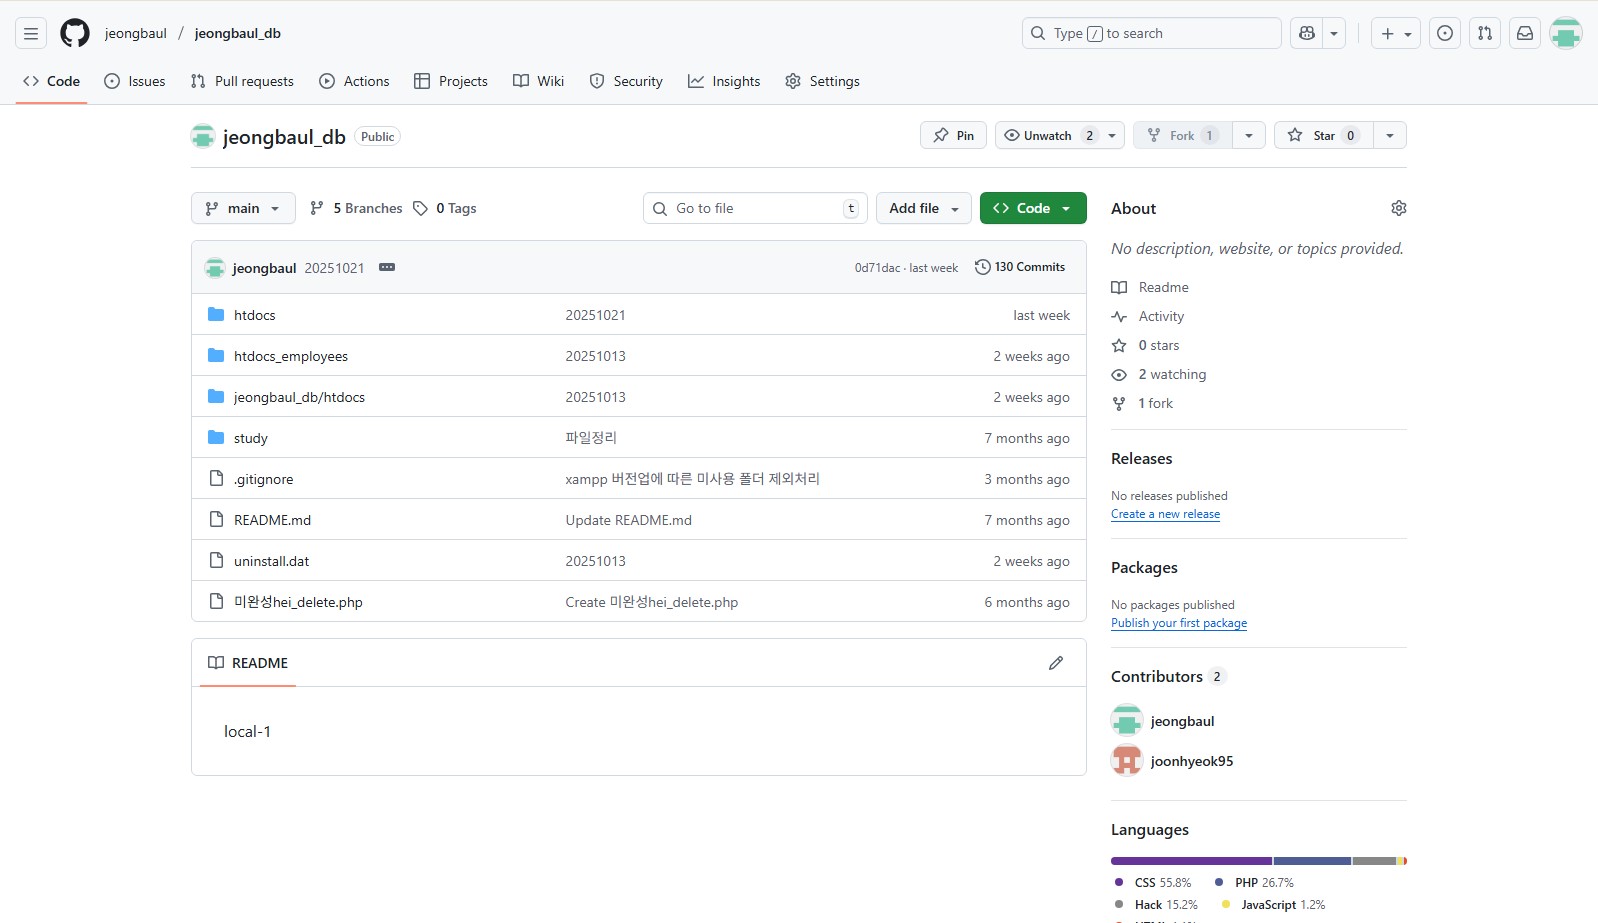 jeongbaul / jeongbaul_db
Type / to search
Code Issues Pull requests Actions Projects Wiki Security Insights Settings
jeongbaul_db Public
Pin Unwatch 2 Fork 1 Star 0
main 5 Branches 0 Tags Go to file t Add file Code
jeongbaul 20251021 0d71dac · last week 130 Commits
htdocs 20251021 last week
htdocs_employees 20251013 2 weeks ago
jeongbaul_db/htdocs 20251013 2 weeks ago
study 파일정리 7 months ago
.gitignore xampp 버전업에 따른 미사용 폴더 제외처리 3 months ago
README.md Update README.md 7 months ago
uninstall.dat 20251013 2 weeks ago
미완성hei_delete.php Create 미완성hei_delete.php 6 months ago
README
local-1
About
No description, website, or topics provided.
Readme
Activity
0 stars
2 watching
1 fork
Releases
No releases published
Create a new release
Packages
No packages published
Publish your first package
Contributors 2
jeongbaul
joonhyeok95
Languages
CSS 55.8% PHP 26.7%
Hack 15.2% JavaScript 1.2%